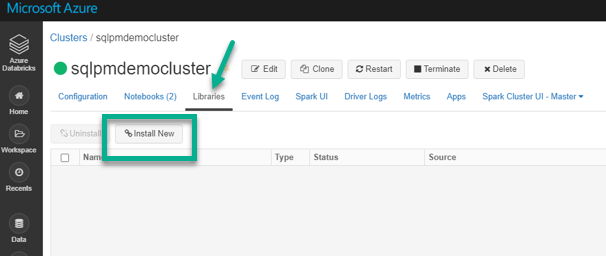 Microsoft Azure
Clusters / sqlpmdemocluster
Azure
Databricks
sqlpmdemocluster
Edit
Clone
Restart
Terminate
Delete
Configuration
Notebooks (2)
Libraries
Event Log
Spark UI
Driver Logs
Metrics
Apps
Spark Cluster UI - Master
Home
Uninstall
Install New
Workspace
Type
Status
Source
Recents
Data